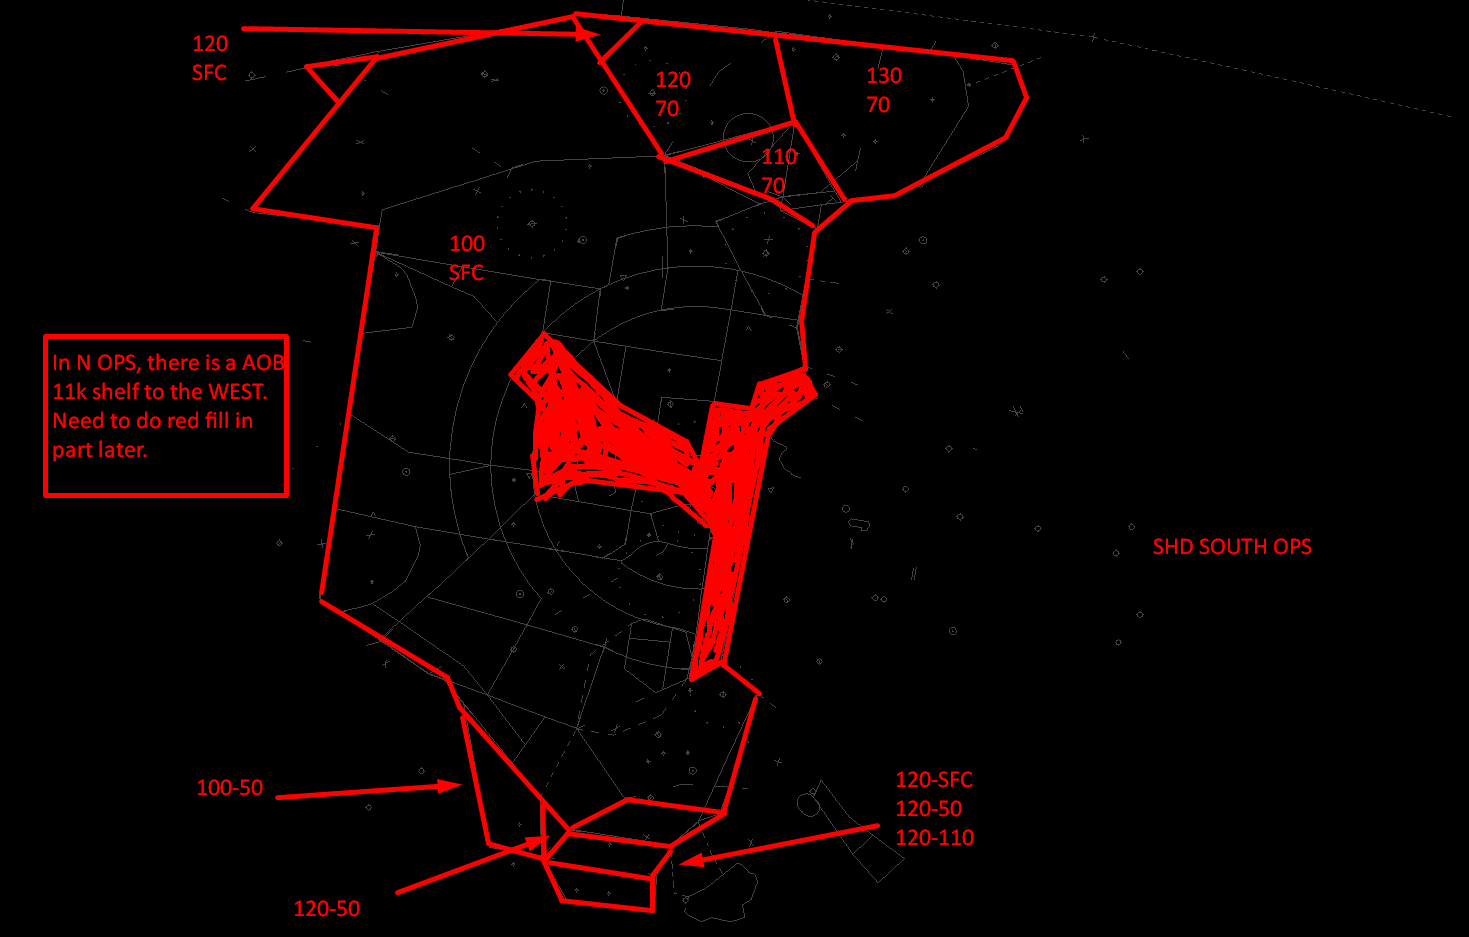 120
SFC
120
70
130
70
110
70
100
SFC
In N OPS, there is a AOB
11k shelf to the WEST.
Need to do red fill in
part later.
SHD SOUTH OPS
100-50
120-SFC
120-50
120-110
120-50